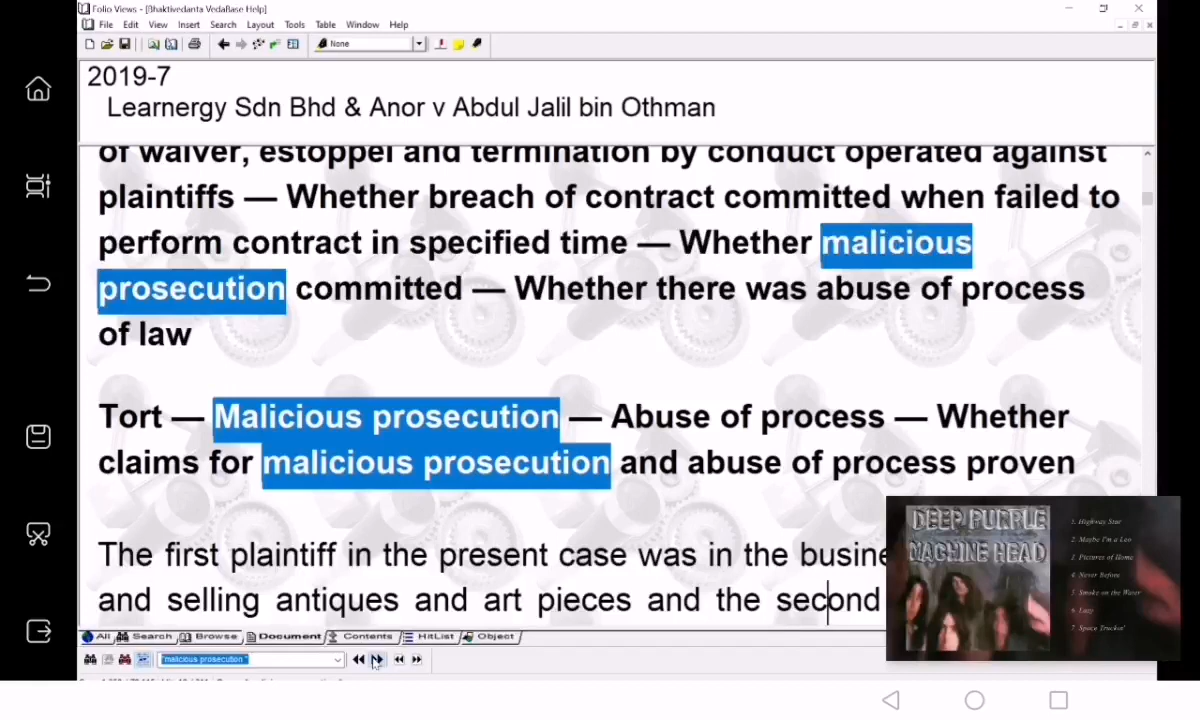 Folio Views - [Bhaktivedanta VedaBase Help]
File Edit View Insert Search Layout Tools Table Window Help
None
2019-7
Learnergy Sdn Bhd & Anor v Abdul Jalil bin Othman
of waiver, estoppel and termination by conduct operated against
plaintiffs — Whether breach of contract committed when failed to
perform contract in specified time — Whether malicious
prosecution committed — Whether there was abuse of process
of law
Tort — Malicious prosecution — Abuse of process — Whether
claims for malicious prosecution and abuse of process proven
The first plaintiff in the present case was in the busine
and selling antiques and art pieces and the second
DEEP PURPLE
MACHINE HEAD
1. Highway Star
2. Maybe I'm a Leo
3. Pictures of Home
4. Never Before
5. Smoke on the Water
6. Lazy
7. Space Truckin'
All Search Browse Document Contents HitList Object
"malicious prosecution"